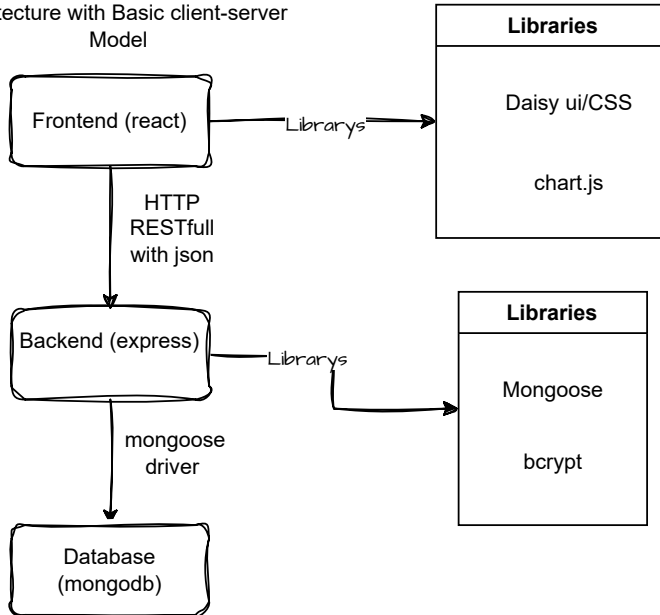 tecture with Basic client-server
Model
Libraries
Frontend (react)
Librarys
Daisy ui/CSS
chart.js
HTTP
RESTfull
with json
Libraries
Backend (express)
Librarys
Mongoose
bcrypt
mongoose
driver
Database
(mongodb)